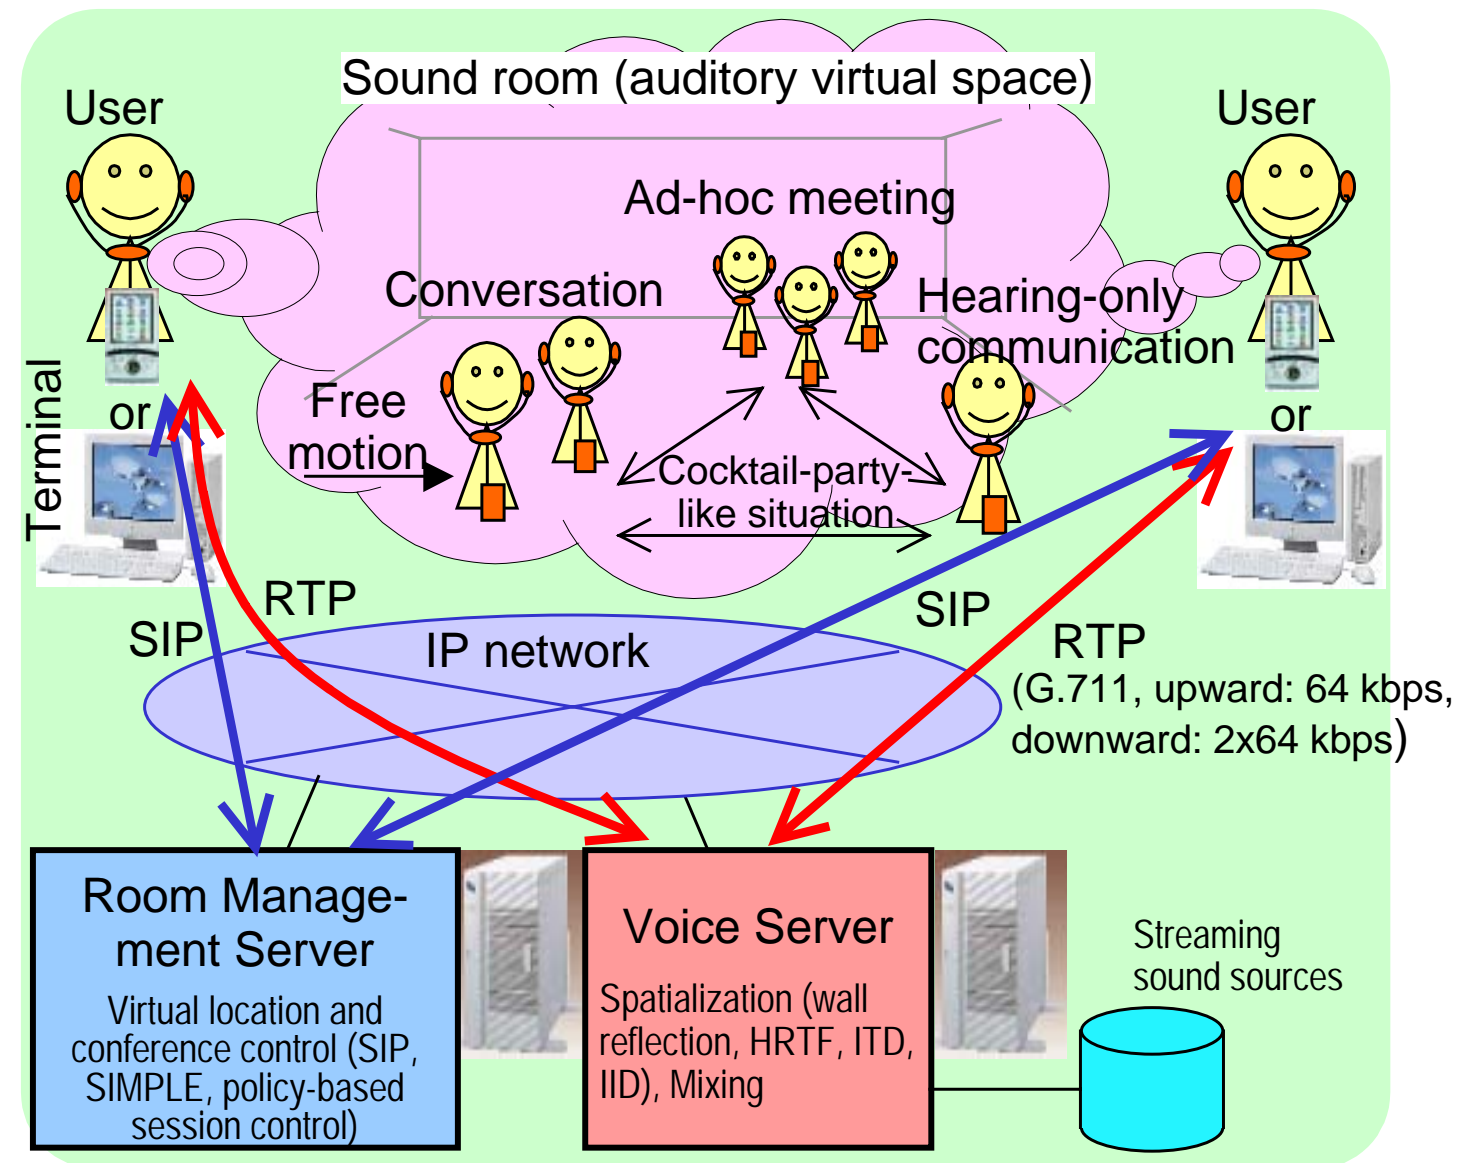 Sound room (auditory virtual space)
User
User
Ad-hoc meeting
Conversation
Hearing-only
communication
Free
motion
Cocktail-party-
like situation
Terminal
or
or
RTP
SIP
IP network
SIP
RTP
(G.711, upward: 64 kbps,
downward: 2x64 kbps)
Room Manage-
ment Server
Virtual location and
conference control (SIP,
SIMPLE, policy-based
session control)
Voice Server
Spatialization (wall
reflection, HRTF, ITD,
IID), Mixing
Streaming
sound sources